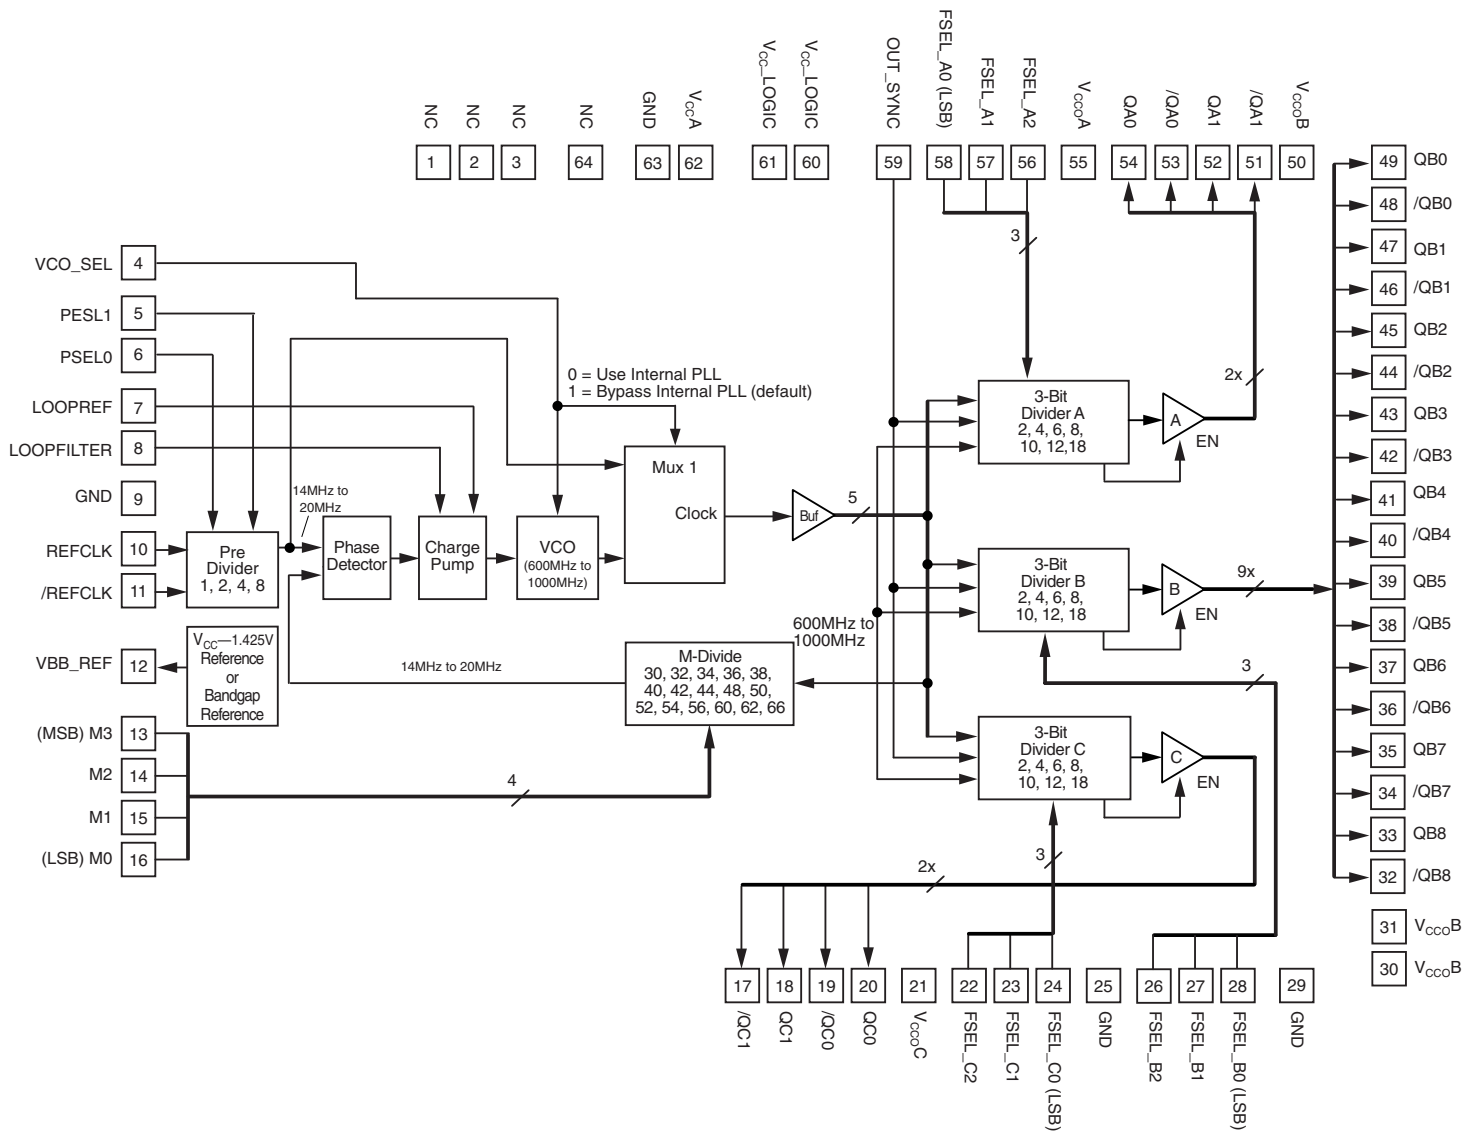 NC
NC
NC
NC
GND
VCCA
VCC_LOGIC
VCC_LOGIC
OUT_SYNC
FSEL_A0 (LSB)
FSEL_A1
FSEL_A2
VCCOA
QA0
/QA0
QA1
/QA1
VCCOB
1
2
3
64
63
62
61
60
59
58
57
56
55
54
53
52
51
50
49 QB0
48 /QB0
47 QB1
46 /QB1
45 QB2
44 /QB2
43 QB3
42 /QB3
41 QB4
40 /QB4
39 QB5
38 /QB5
37 QB6
36 /QB6
35 QB7
34 /QB7
33 QB8
32 /QB8
31 VCCOB
30 VCCOB
VCO_SEL 4
PESL1 5
PSEL0 6
LOOPREF 7
LOOPFILTER 8
GND 9
REFCLK 10
/REFCLK 11
VBB_REF 12
(MSB) M3 13
M2 14
M1 15
(LSB) M0 16
0 = Use Internal PLL
1 = Bypass Internal PLL (default)
14MHz to
20MHz
Pre
Divider
1, 2, 4, 8
Phase
Detector
Charge
Pump
VCO
(600MHz to
1000MHz)
Mux 1
Clock
Buf
5
3
3-Bit
Divider A
2, 4, 6, 8,
10, 12,18
A
EN
2x
3-Bit
Divider B
2, 4, 6, 8,
10, 12, 18
B
EN
9x
3
600MHz to
1000MHz
3-Bit
Divider C
2, 4, 6, 8,
10, 12, 18
C
EN
3
2x
VCC—1.425V
Reference
or
Bandgap
Reference
14MHz to 20MHz
M-Divide
30, 32, 34, 36, 38,
40, 42, 44, 48, 50,
52, 54, 56, 60, 62, 66
4
17
18
19
20
21
22
23
24
25
26
27
28
29
/QC1
QC1
/QC0
QC0
VCCOC
FSEL_C2
FSEL_C1
FSEL_C0 (LSB)
GND
FSEL_B2
FSEL_B1
FSEL_B0 (LSB)
GND